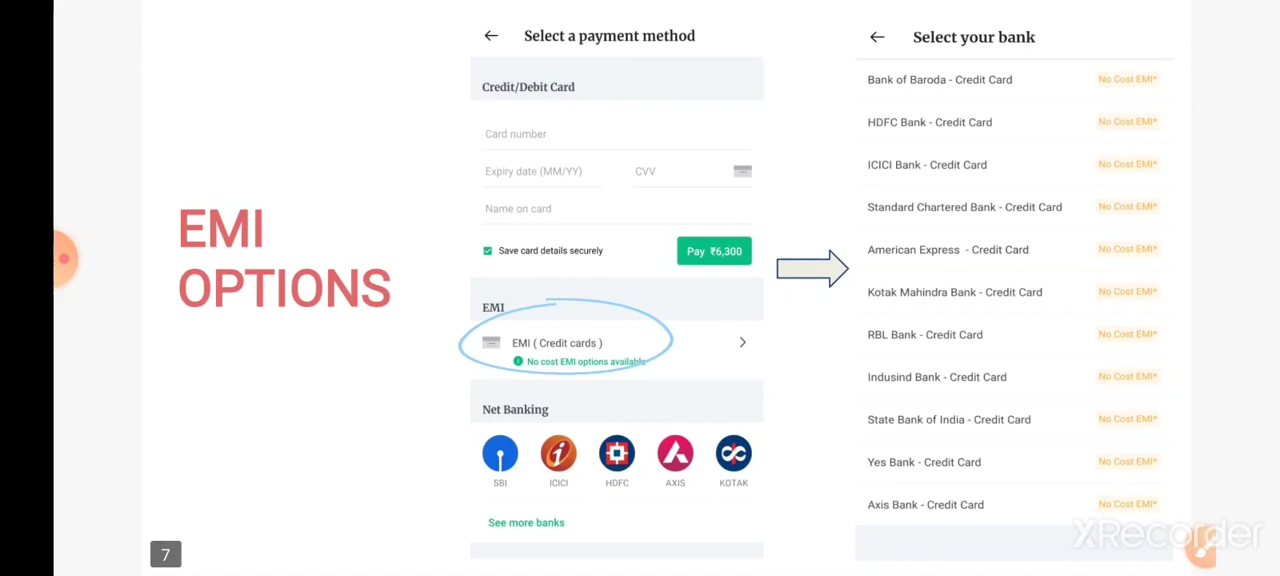 EMI
OPTIONS
7
Select a payment method
Credit/Debit Card
Card number
Expiry date (MM/YY)
CVV
Name on card
Save card details securely
Pay ₹6,300
EMI
EMI ( Credit cards )
No cost EMI options available
Net Banking
SBI
ICICI
HDFC
AXIS
KOTAK
See more banks
Select your bank
Bank of Baroda - Credit Card No Cost EMI*
HDFC Bank - Credit Card No Cost EMI*
ICICI Bank - Credit Card No Cost EMI*
Standard Chartered Bank - Credit Card No Cost EMI*
American Express - Credit Card No Cost EMI*
Kotak Mahindra Bank - Credit Card No Cost EMI*
RBL Bank - Credit Card No Cost EMI*
Indusind Bank - Credit Card No Cost EMI*
State Bank of India - Credit Card No Cost EMI*
Yes Bank - Credit Card No Cost EMI*
Axis Bank - Credit Card No Cost EMI*
XRecorder